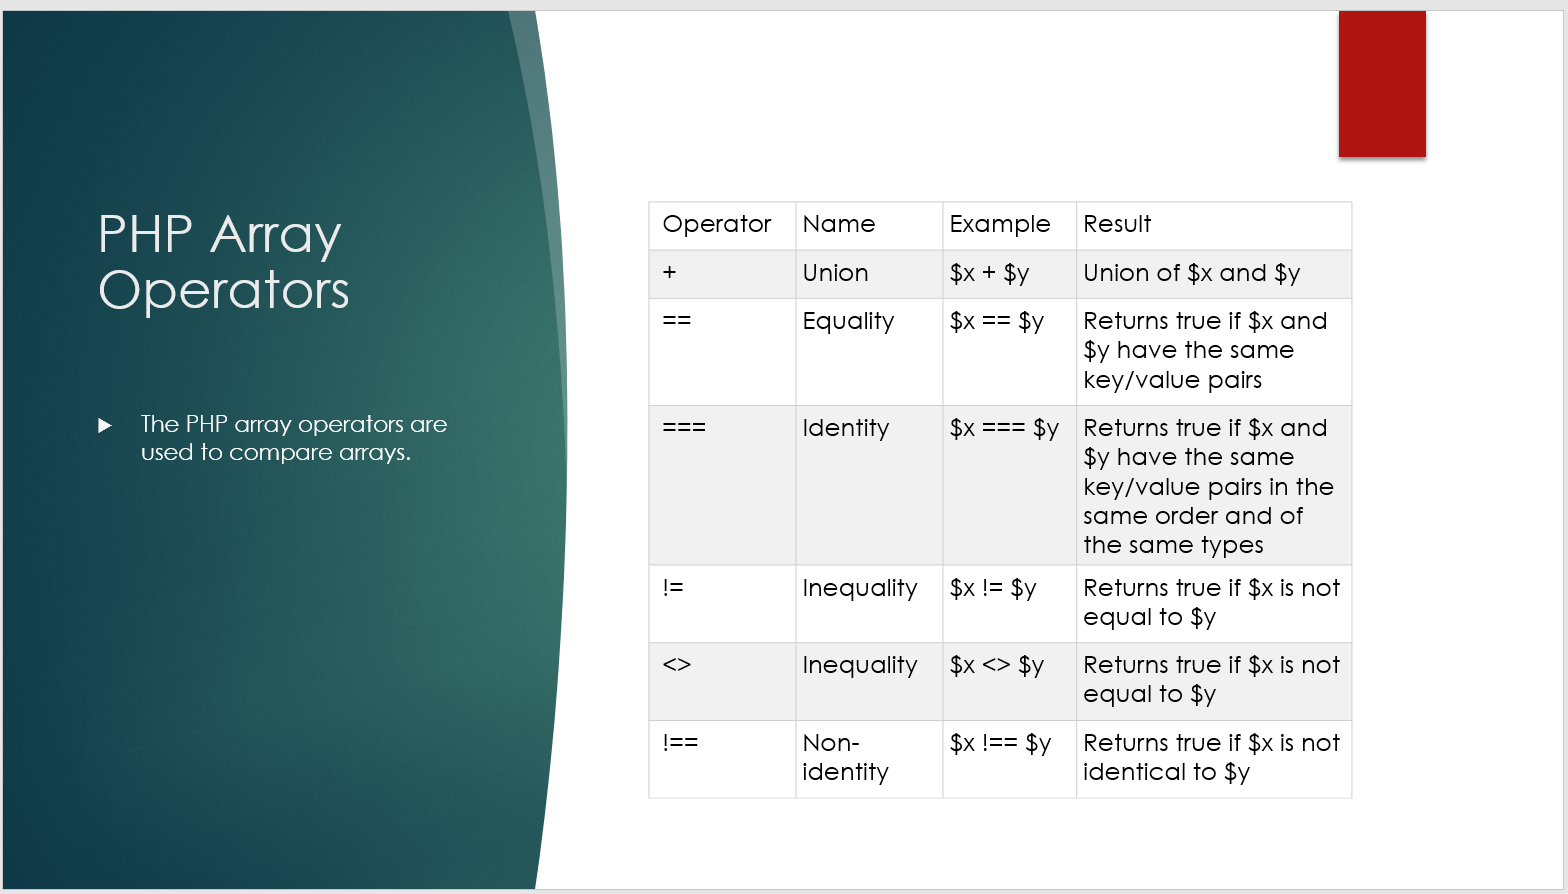 PHP Array
Operators
The PHP array operators are
used to compare arrays.
Operator Name Example Result
+ Union $x + $y Union of $x and $y
== Equality $x == $y Returns true if $x and
$y have the same
key/value pairs
=== Identity $x === $y Returns true if $x and
$y have the same
key/value pairs in the
same order and of
the same types
!= Inequality $x != $y Returns true if $x is not
equal to $y
<> Inequality $x <> $y Returns true if $x is not
equal to $y
!== Non- $x !== $y Returns true if $x is not
identity identical to $y